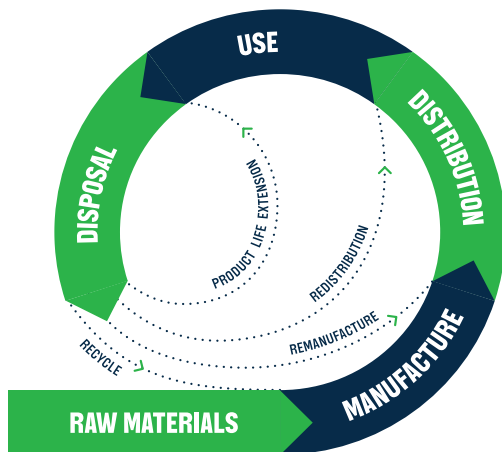 USE
DISPOSAL
DISTRIBUTION
PRODUCT LIFE EXTENSION
REDISTRIBUTION
REMANUFACTURE
RECYCLE
MANUFACTURE
RAW MATERIALS